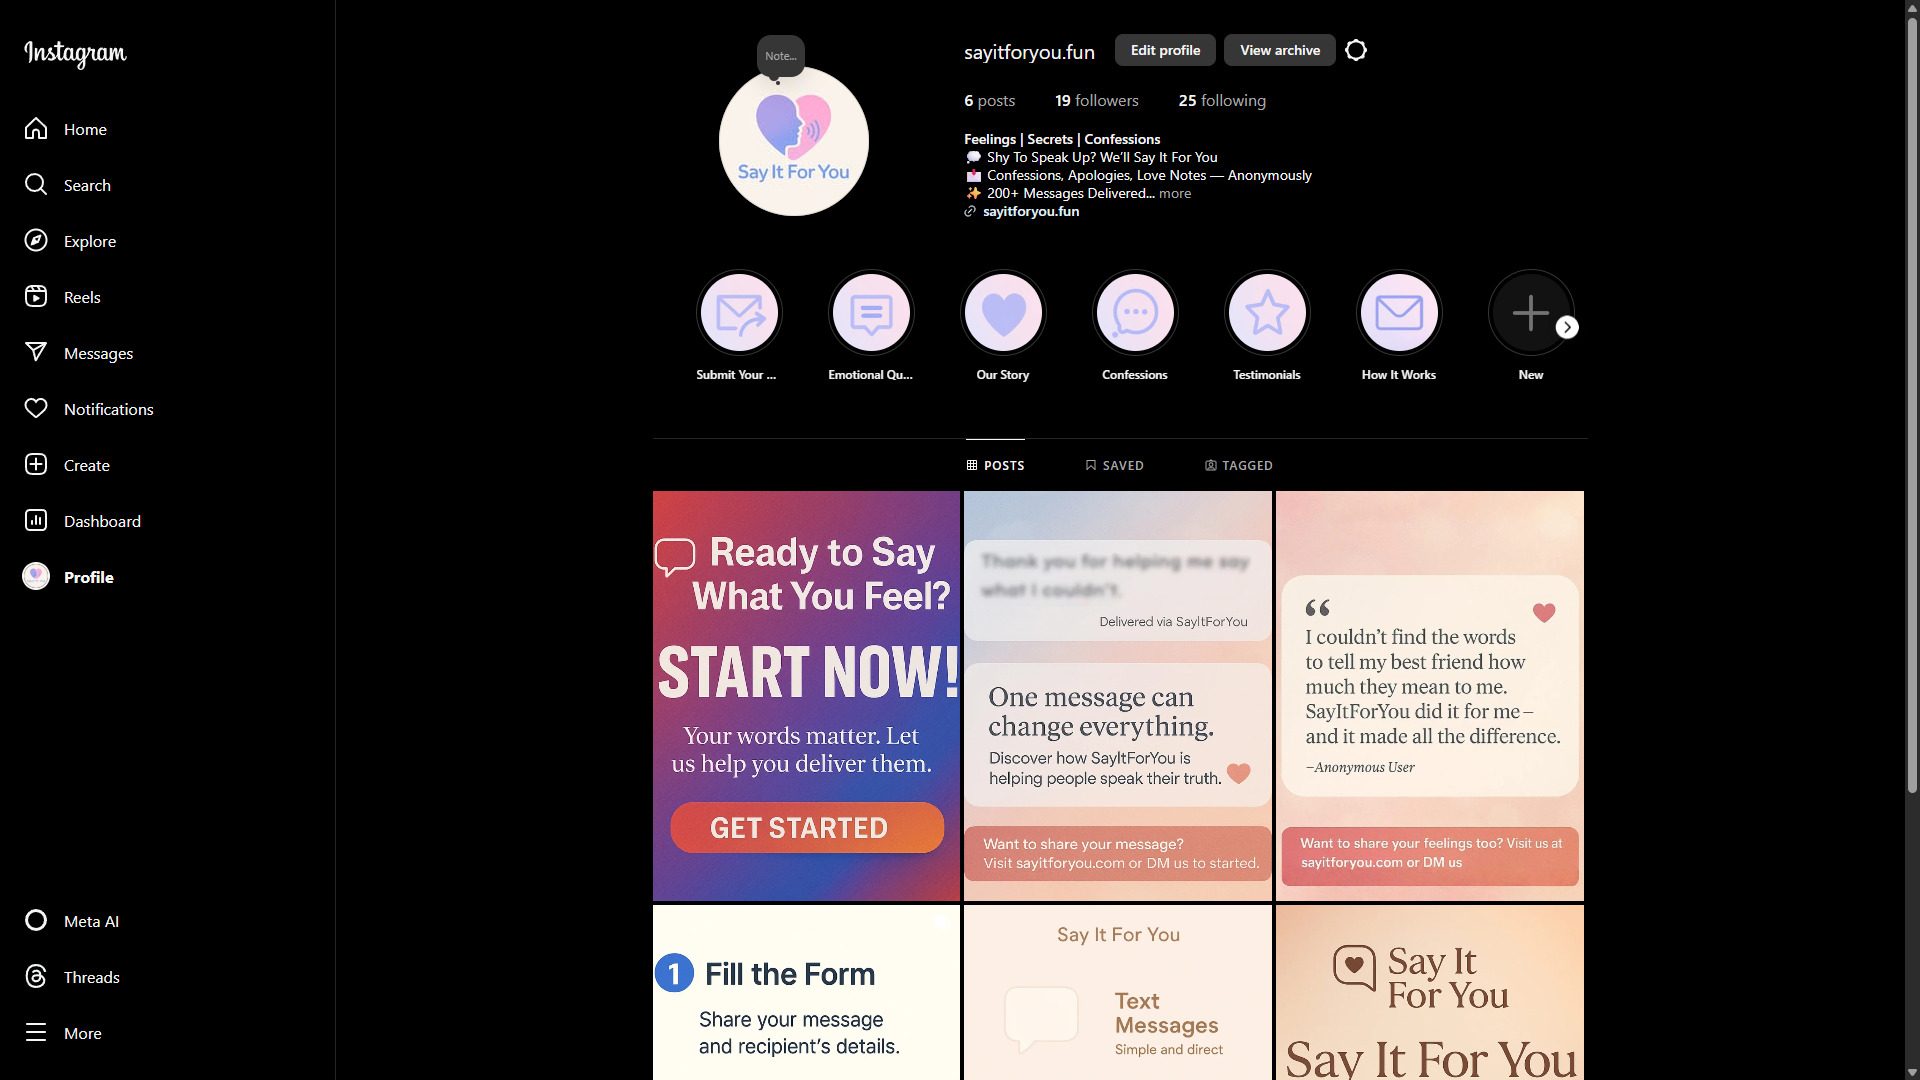 Instagram
Home
Search
Explore
Reels
Messages
Notifications
Create
Dashboard
Profile
Meta AI
Threads
More
Note...
Say It For You
sayitforyou.fun
Edit profile
View archive
6 posts
19 followers
25 following
Feelings | Secrets | Confessions
💭 Shy To Speak Up? We'll Say It For You
💌 Confessions, Apologies, Love Notes — Anonymously
✨ 200+ Messages Delivered... more
sayitforyou.fun
Submit Your ...
Emotional Qu...
Our Story
Confessions
Testimonials
How It Works
New
POSTS
SAVED
TAGGED
Ready to Say
What You Feel?
START NOW!
Your words matter. Let
us help you deliver them.
GET STARTED
Thank you for helping me say
what I couldn't.
Delivered via SayItForYou
One message can
change everything.
Discover how SayItForYou is
helping people speak their truth.
Want to share your message?
Visit sayitforyou.com or DM us to started.
“
I couldn't find the words
to tell my best friend how
much they mean to me.
SayItForYou did it for me–
and it made all the difference.
–Anonymous User
Want to share your feelings too? Visit us at
sayitforyou.com or DM us
1 Fill the Form
Share your message
and recipient's details.
Say It For You
Text
Messages
Simple and direct
Say It
For You
Say It For You